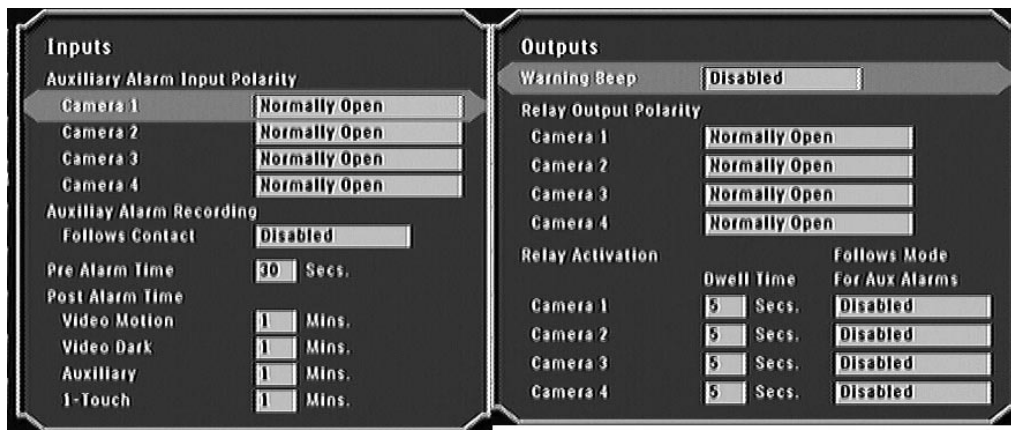 Inputs
Auxiliary Alarm Input Polarity
Camera 1 Normally Open
Camera 2 Normally Open
Camera 3 Normally Open
Camera 4 Normally Open
Auxiliay Alarm Recording
Follows Contact Disabled
Pre Alarm Time 30 Secs.
Post Alarm Time
Video Motion 1 Mins.
Video Dark 1 Mins.
Auxiliary 1 Mins.
1-Touch 1 Mins.
Outputs
Warning Beep Disabled
Relay Output Polarity
Camera 1 Normally Open
Camera 2 Normally Open
Camera 3 Normally Open
Camera 4 Normally Open
Relay Activation Follows Mode
Dwell Time For Aux Alarms
Camera 1 5 Secs. Disabled
Camera 2 5 Secs. Disabled
Camera 3 5 Secs. Disabled
Camera 4 5 Secs. Disabled